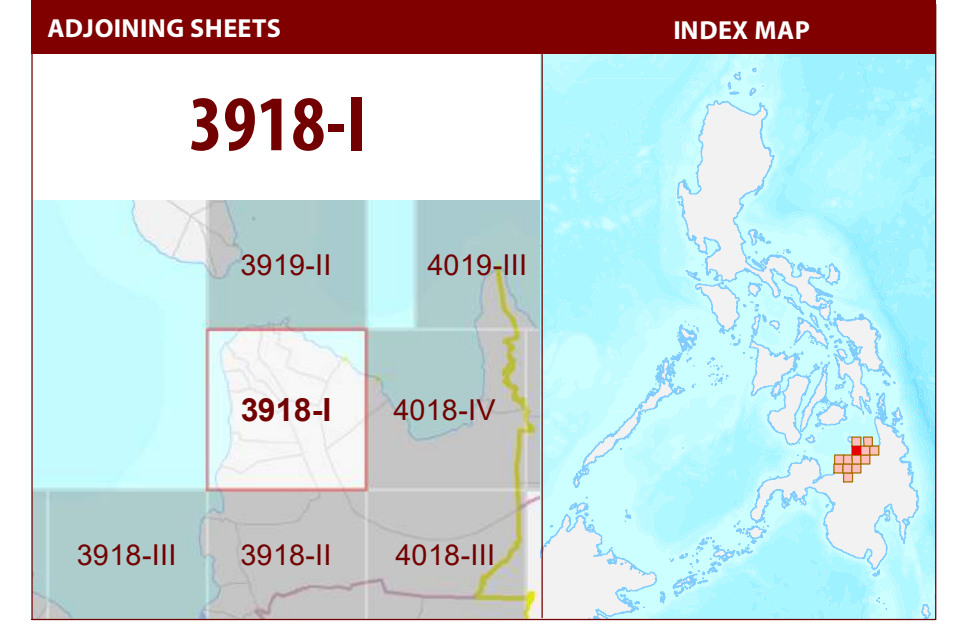 ADJOINING SHEETS
INDEX MAP
3918-I
3919-II
4019-III
3918-I
4018-IV
3918-III
3918-II
4018-III